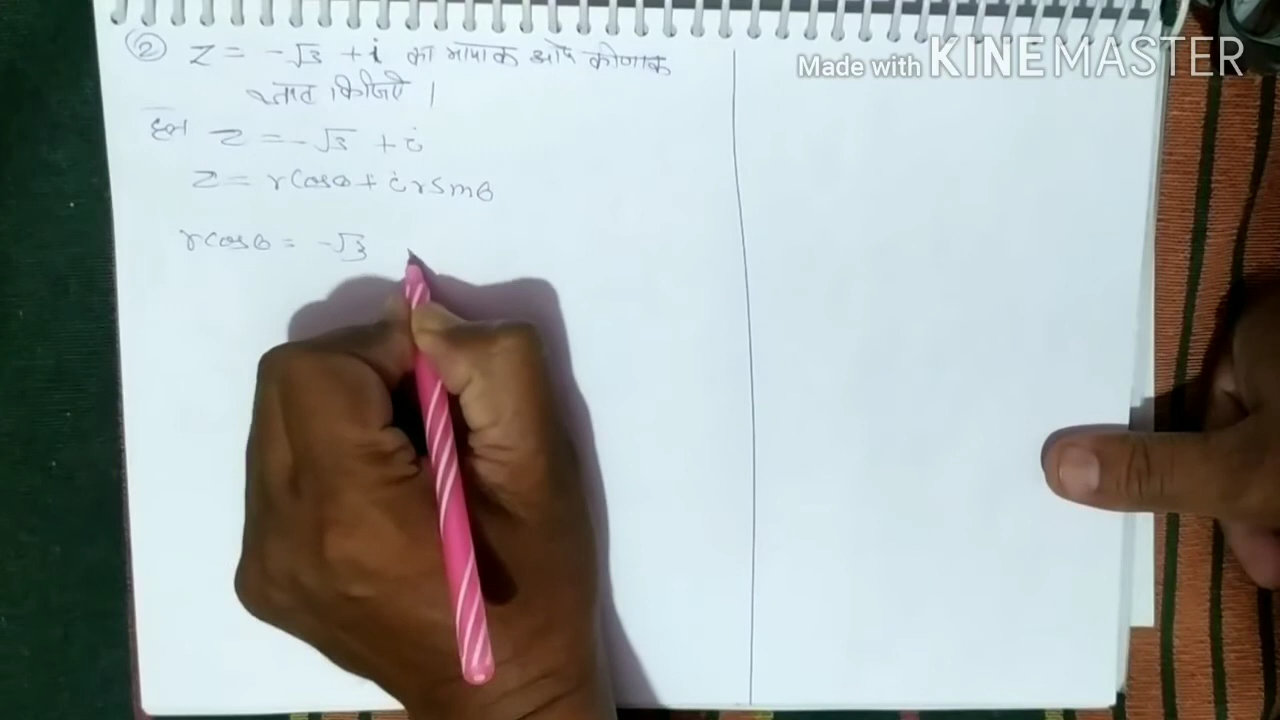 ② Z = -√3 + i का मापांक और कोणांक
ज्ञात किजिए।
हल Z = -√3 + i
Z = r Cosθ + i r Sinθ
r Cosθ = -√3
Made with KINEMASTER